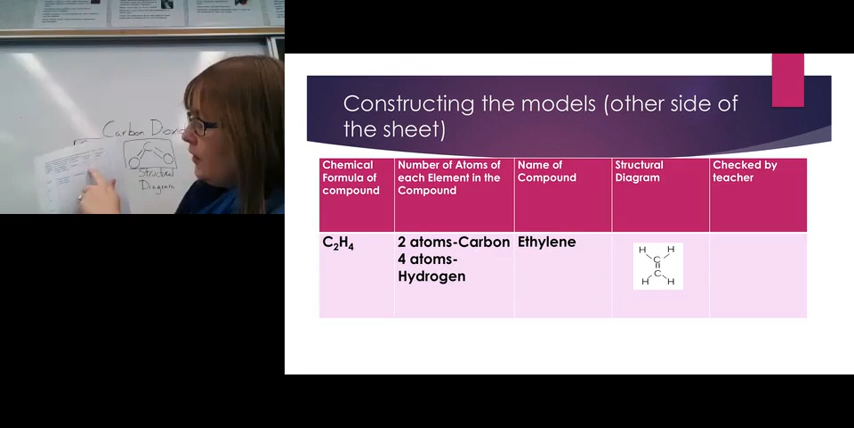 Carbon Diox
Structural
Diagram
Constructing the models (other side of
the sheet)
Chemical
Formula of
compound
Number of Atoms of
each Element in the
Compound
Name of
Compound
Structural
Diagram
Checked by
teacher
C₂H₄
2 atoms-Carbon
4 atoms-
Hydrogen
Ethylene
H H
C
C
H H